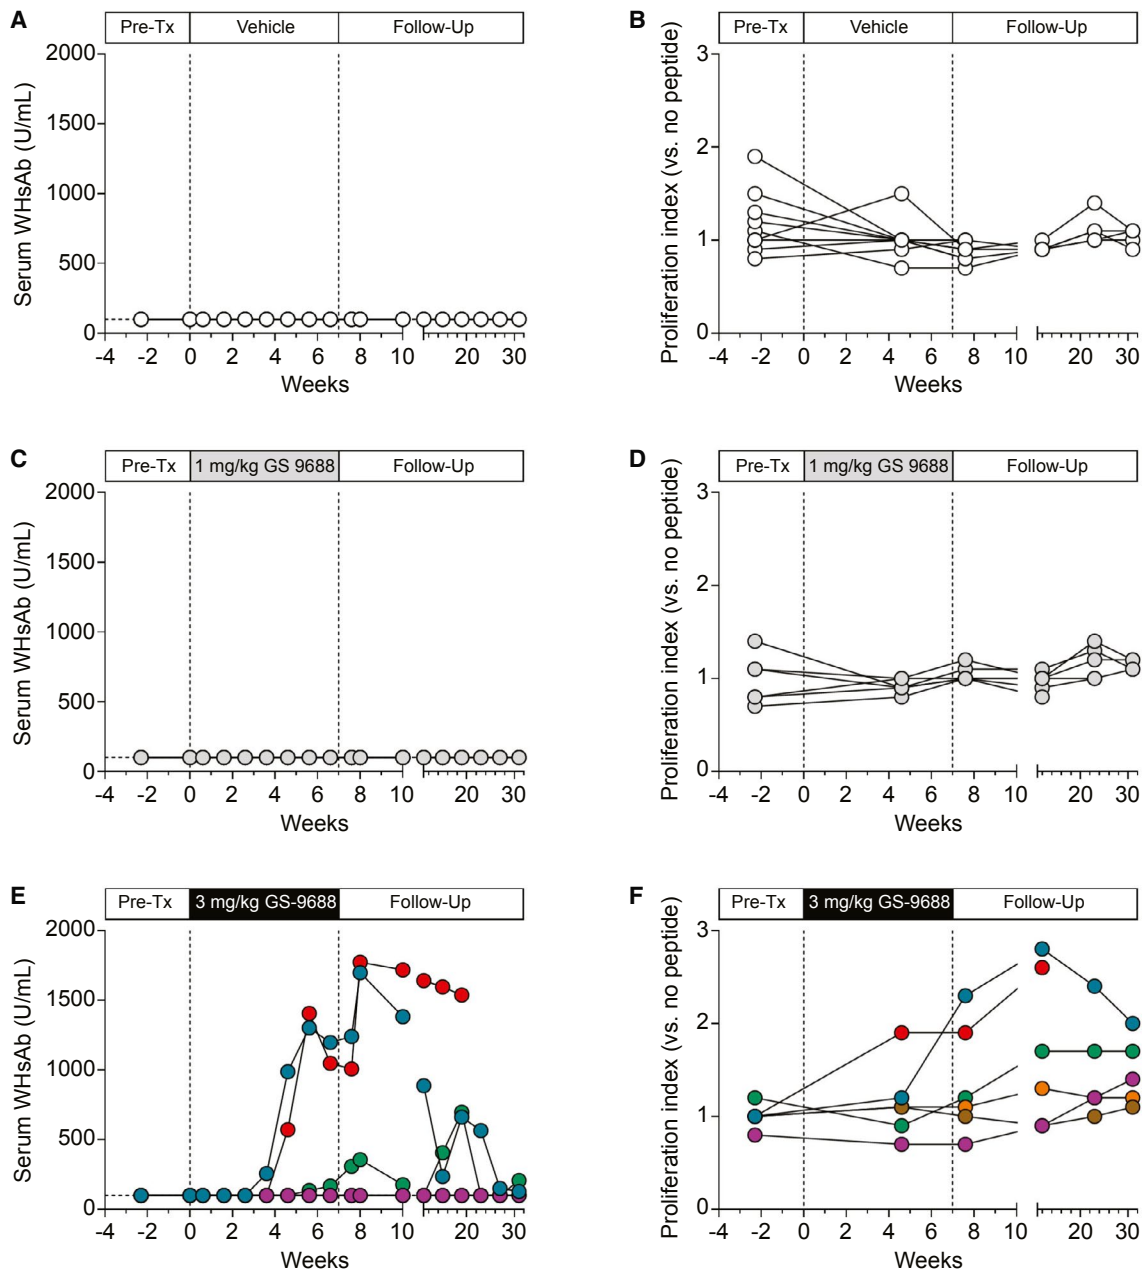 A
Pre-Tx Vehicle Follow-Up
Serum WHsAb (U/mL)
2000
1500
1000
500
0
-4 -2 0 2 4 6 8 10 20 30
Weeks
B
Pre-Tx Vehicle Follow-Up
Proliferation index (vs. no peptide)
3
2
1
0
-4 -2 0 2 4 6 8 10 20 30
Weeks
C
Pre-Tx 1 mg/kg GS 9688 Follow-Up
Serum WHsAb (U/mL)
2000
1500
1000
500
0
-4 -2 0 2 4 6 8 10 20 30
Weeks
D
Pre-Tx 1 mg/kg GS 9688 Follow-Up
Proliferation index (vs. no peptide)
3
2
1
0
-4 -2 0 2 4 6 8 10 20 30
Weeks
E
Pre-Tx 3 mg/kg GS-9688 Follow-Up
Serum WHsAb (U/mL)
2000
1500
1000
500
0
-4 -2 0 2 4 6 8 10 20 30
Weeks
F
Pre-Tx 3 mg/kg GS-9688 Follow-Up
Proliferation index (vs. no peptide)
3
2
1
0
-4 -2 0 2 4 6 8 10 20 30
Weeks